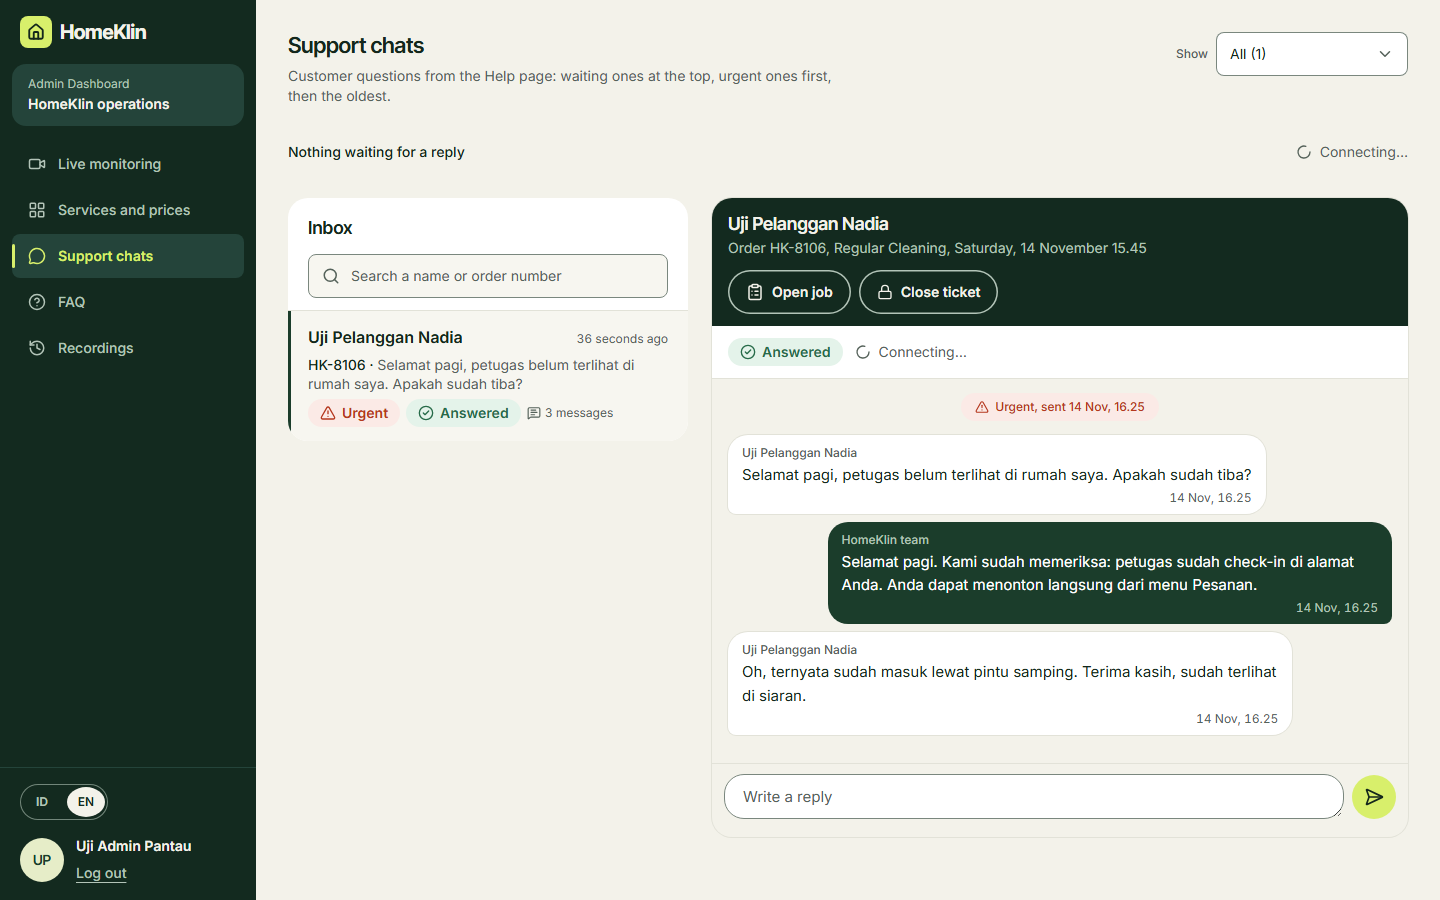 HomeKlin
Admin Dashboard
HomeKlin operations
Live monitoring
Services and prices
Support chats
FAQ
Recordings
ID
EN
UP
Uji Admin Pantau
Log out
Support chats
Customer questions from the Help page: waiting ones at the top, urgent ones first,
then the oldest.
Show
All (1)
Nothing waiting for a reply
Connecting...
Inbox
Search a name or order number
Uji Pelanggan Nadia
36 seconds ago
HK-8106 · Selamat pagi, petugas belum terlihat di
rumah saya. Apakah sudah tiba?
Urgent
Answered
3 messages
Uji Pelanggan Nadia
Order HK-8106, Regular Cleaning, Saturday, 14 November 15.45
Open job
Close ticket
Answered
Connecting...
Urgent, sent 14 Nov, 16.25
Uji Pelanggan Nadia
Selamat pagi, petugas belum terlihat di rumah saya. Apakah sudah tiba?
14 Nov, 16.25
HomeKlin team
Selamat pagi. Kami sudah memeriksa: petugas sudah check-in di alamat
Anda. Anda dapat menonton langsung dari menu Pesanan.
14 Nov, 16.25
Uji Pelanggan Nadia
Oh, ternyata sudah masuk lewat pintu samping. Terima kasih, sudah terlihat
di siaran.
14 Nov, 16.25
Write a reply